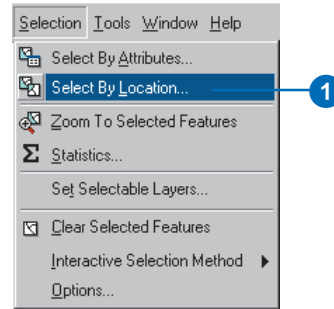 Selection Tools Window Help
Select By Attributes...
Select By Location...
1
Zoom To Selected Features
Σ Statistics...
Set Selectable Layers...
Clear Selected Features
Interactive Selection Method
Options...